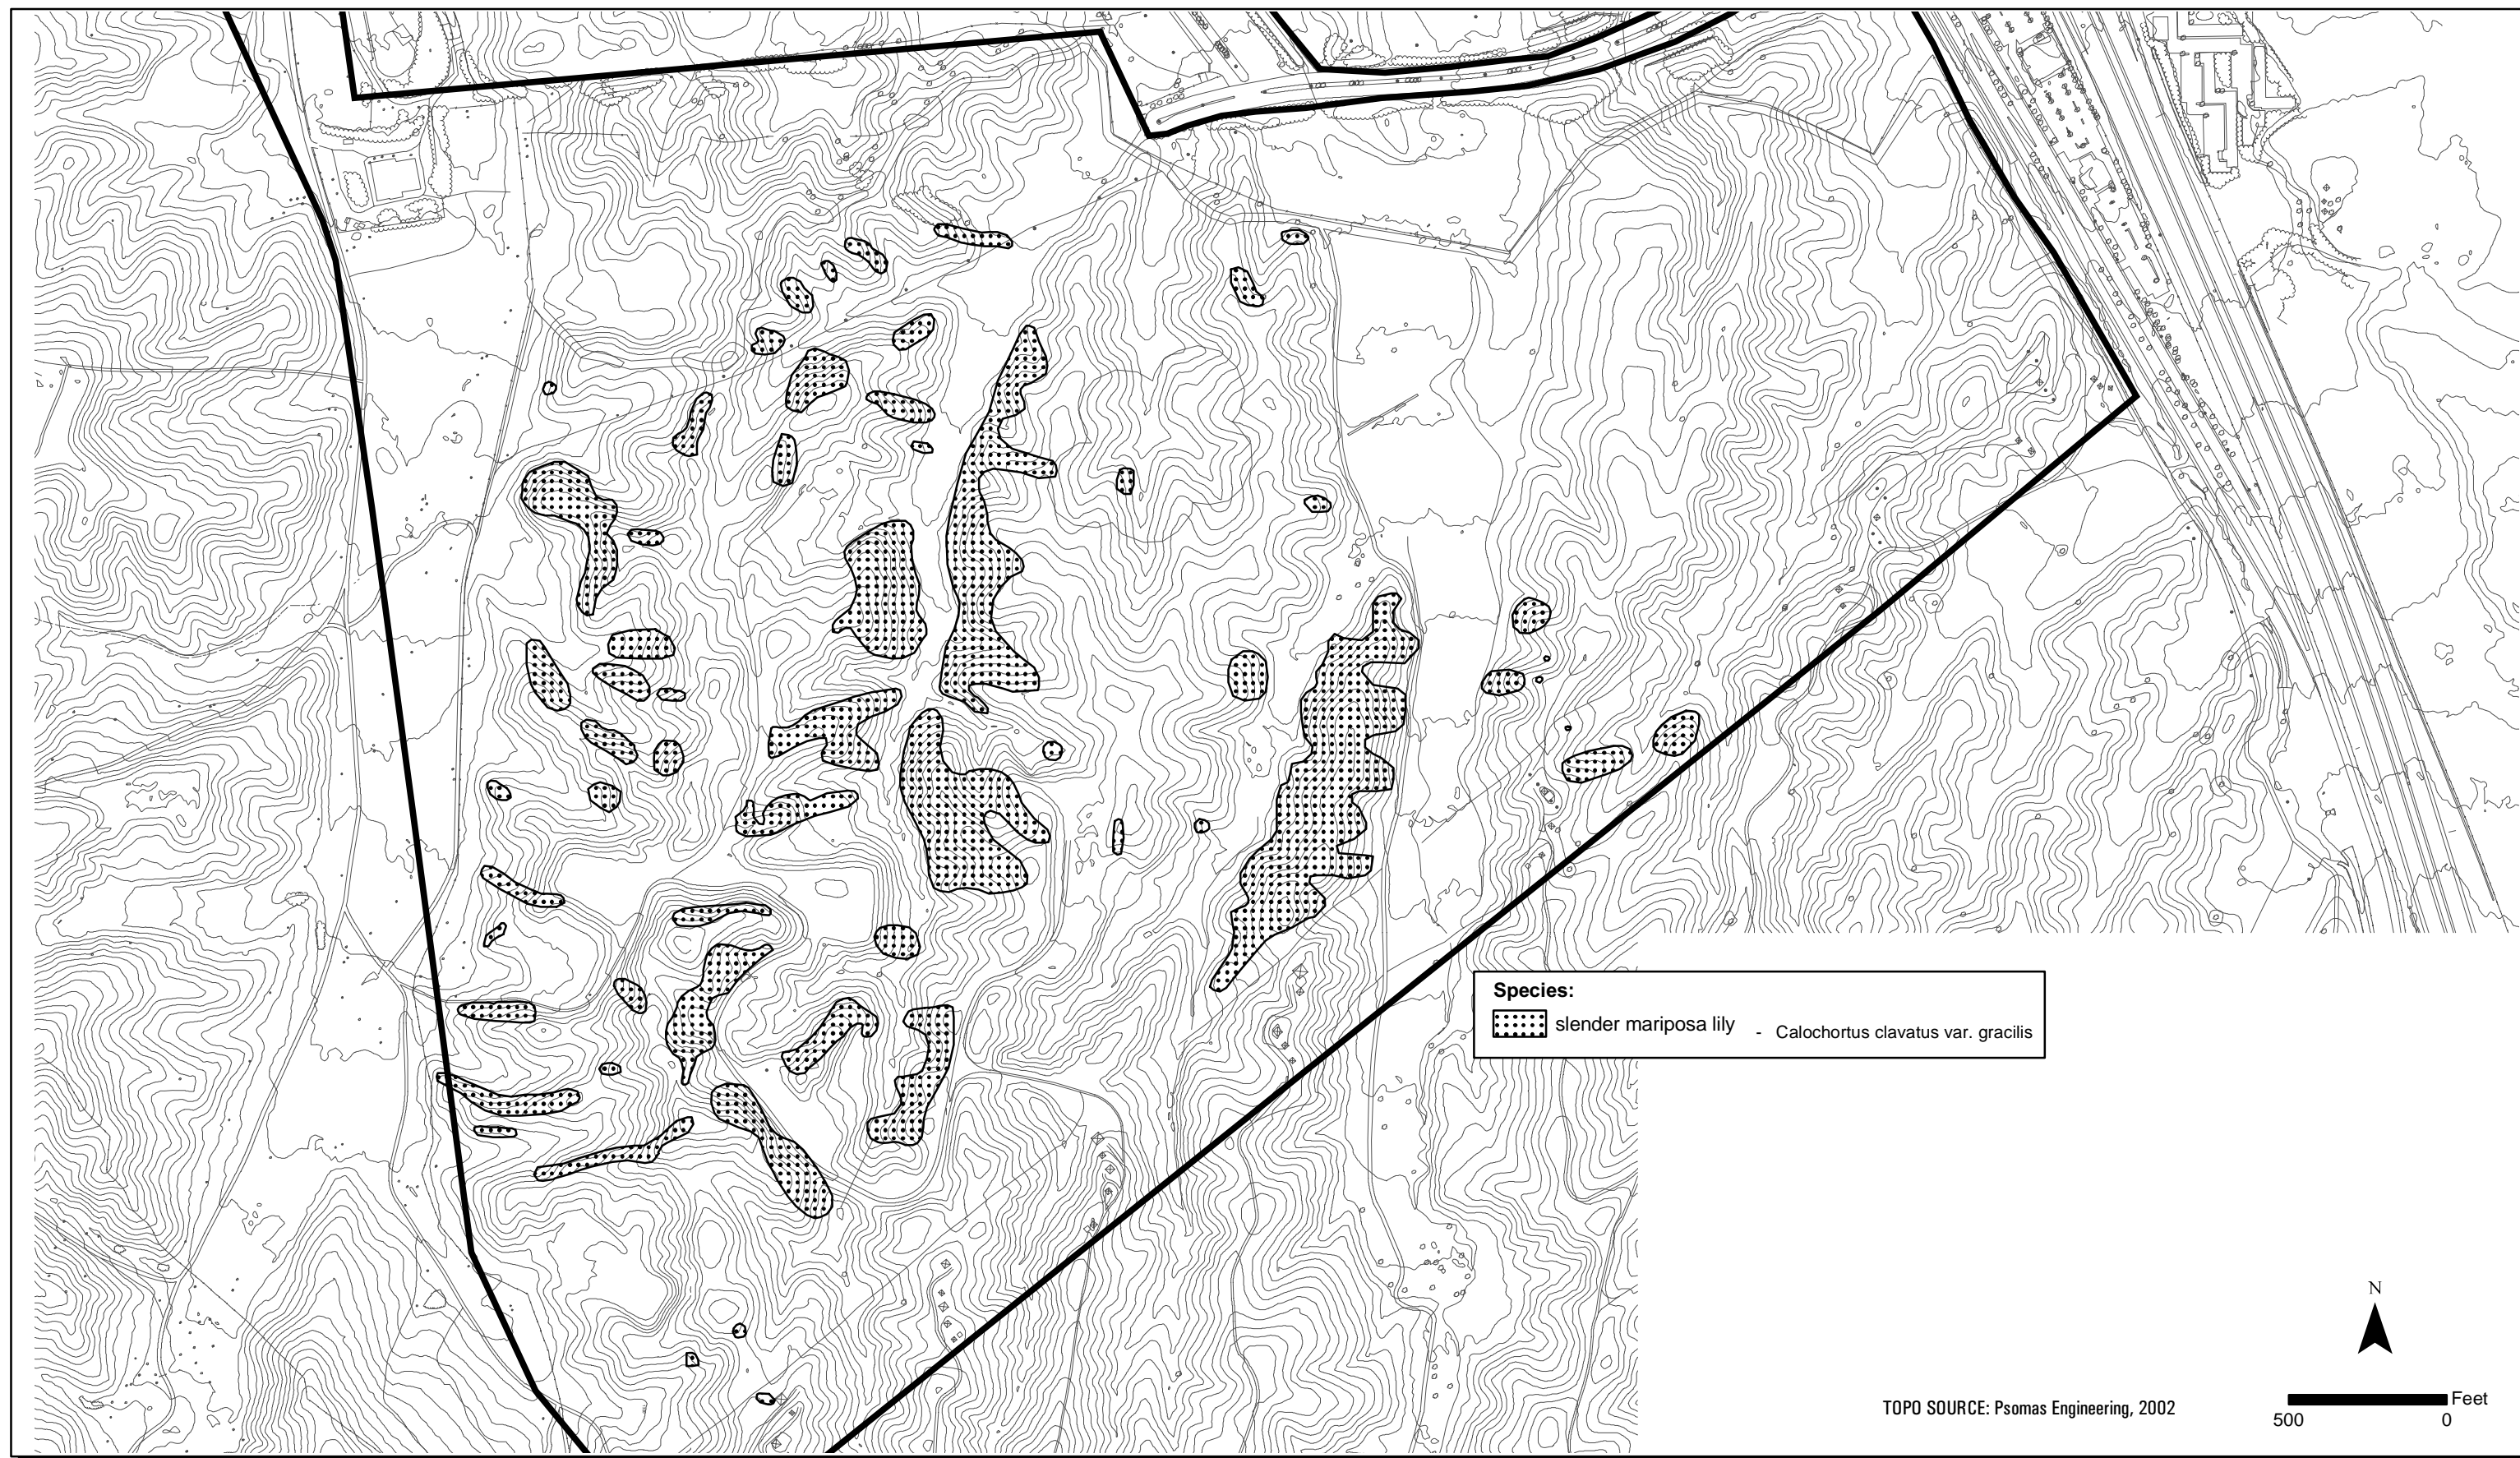 Species:
slender mariposa lily - Calochortus clavatus var. gracilis
N
TOPO SOURCE: Psomas Engineering, 2002
Feet
500 0